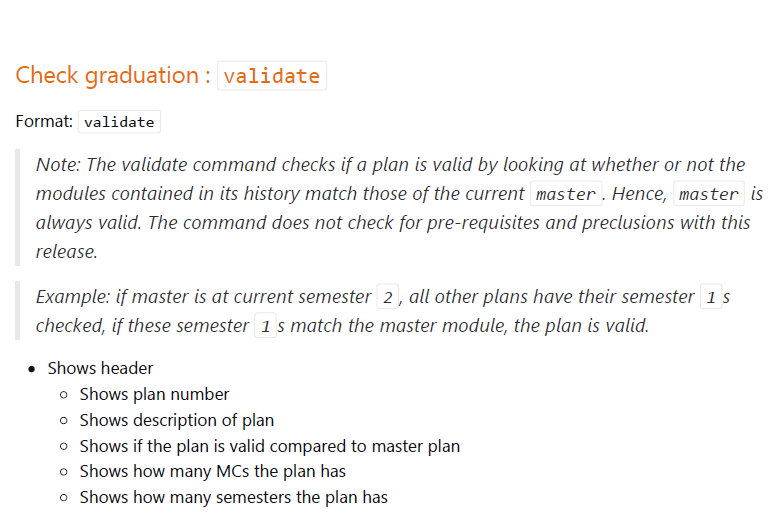 Check graduation : validate
Format: validate
Note: The validate command checks if a plan is valid by looking at whether or not the
modules contained in its history match those of the current master . Hence, master is
always valid. The command does not check for pre-requisites and preclusions with this
release.
Example: if master is at current semester 2 , all other plans have their semester 1 s
checked, if these semester 1 s match the master module, the plan is valid.
• Shows header
◦ Shows plan number
◦ Shows description of plan
◦ Shows if the plan is valid compared to master plan
◦ Shows how many MCs the plan has
◦ Shows how many semesters the plan has